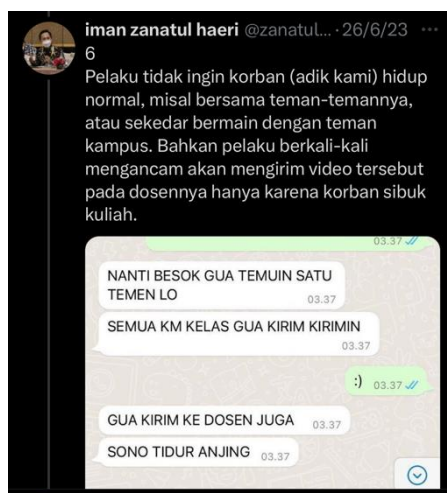 iman zanatul haeri @zanatul... · 26/6/23 ...
6
Pelaku tidak ingin korban (adik kami) hidup
normal, misal bersama teman-temannya,
atau sekedar bermain dengan teman
kampus. Bahkan pelaku berkali-kali
mengancam akan mengirim video tersebut
pada dosennya hanya karena korban sibuk
kuliah.
03.37
NANTI BESOK GUA TEMUIN SATU
TEMEN LO 03.37
SEMUA KM KELAS GUA KIRIM KIRIMIN
03.37
:) 03.37
GUA KIRIM KE DOSEN JUGA 03.37
SONO TIDUR ANJING 03.37